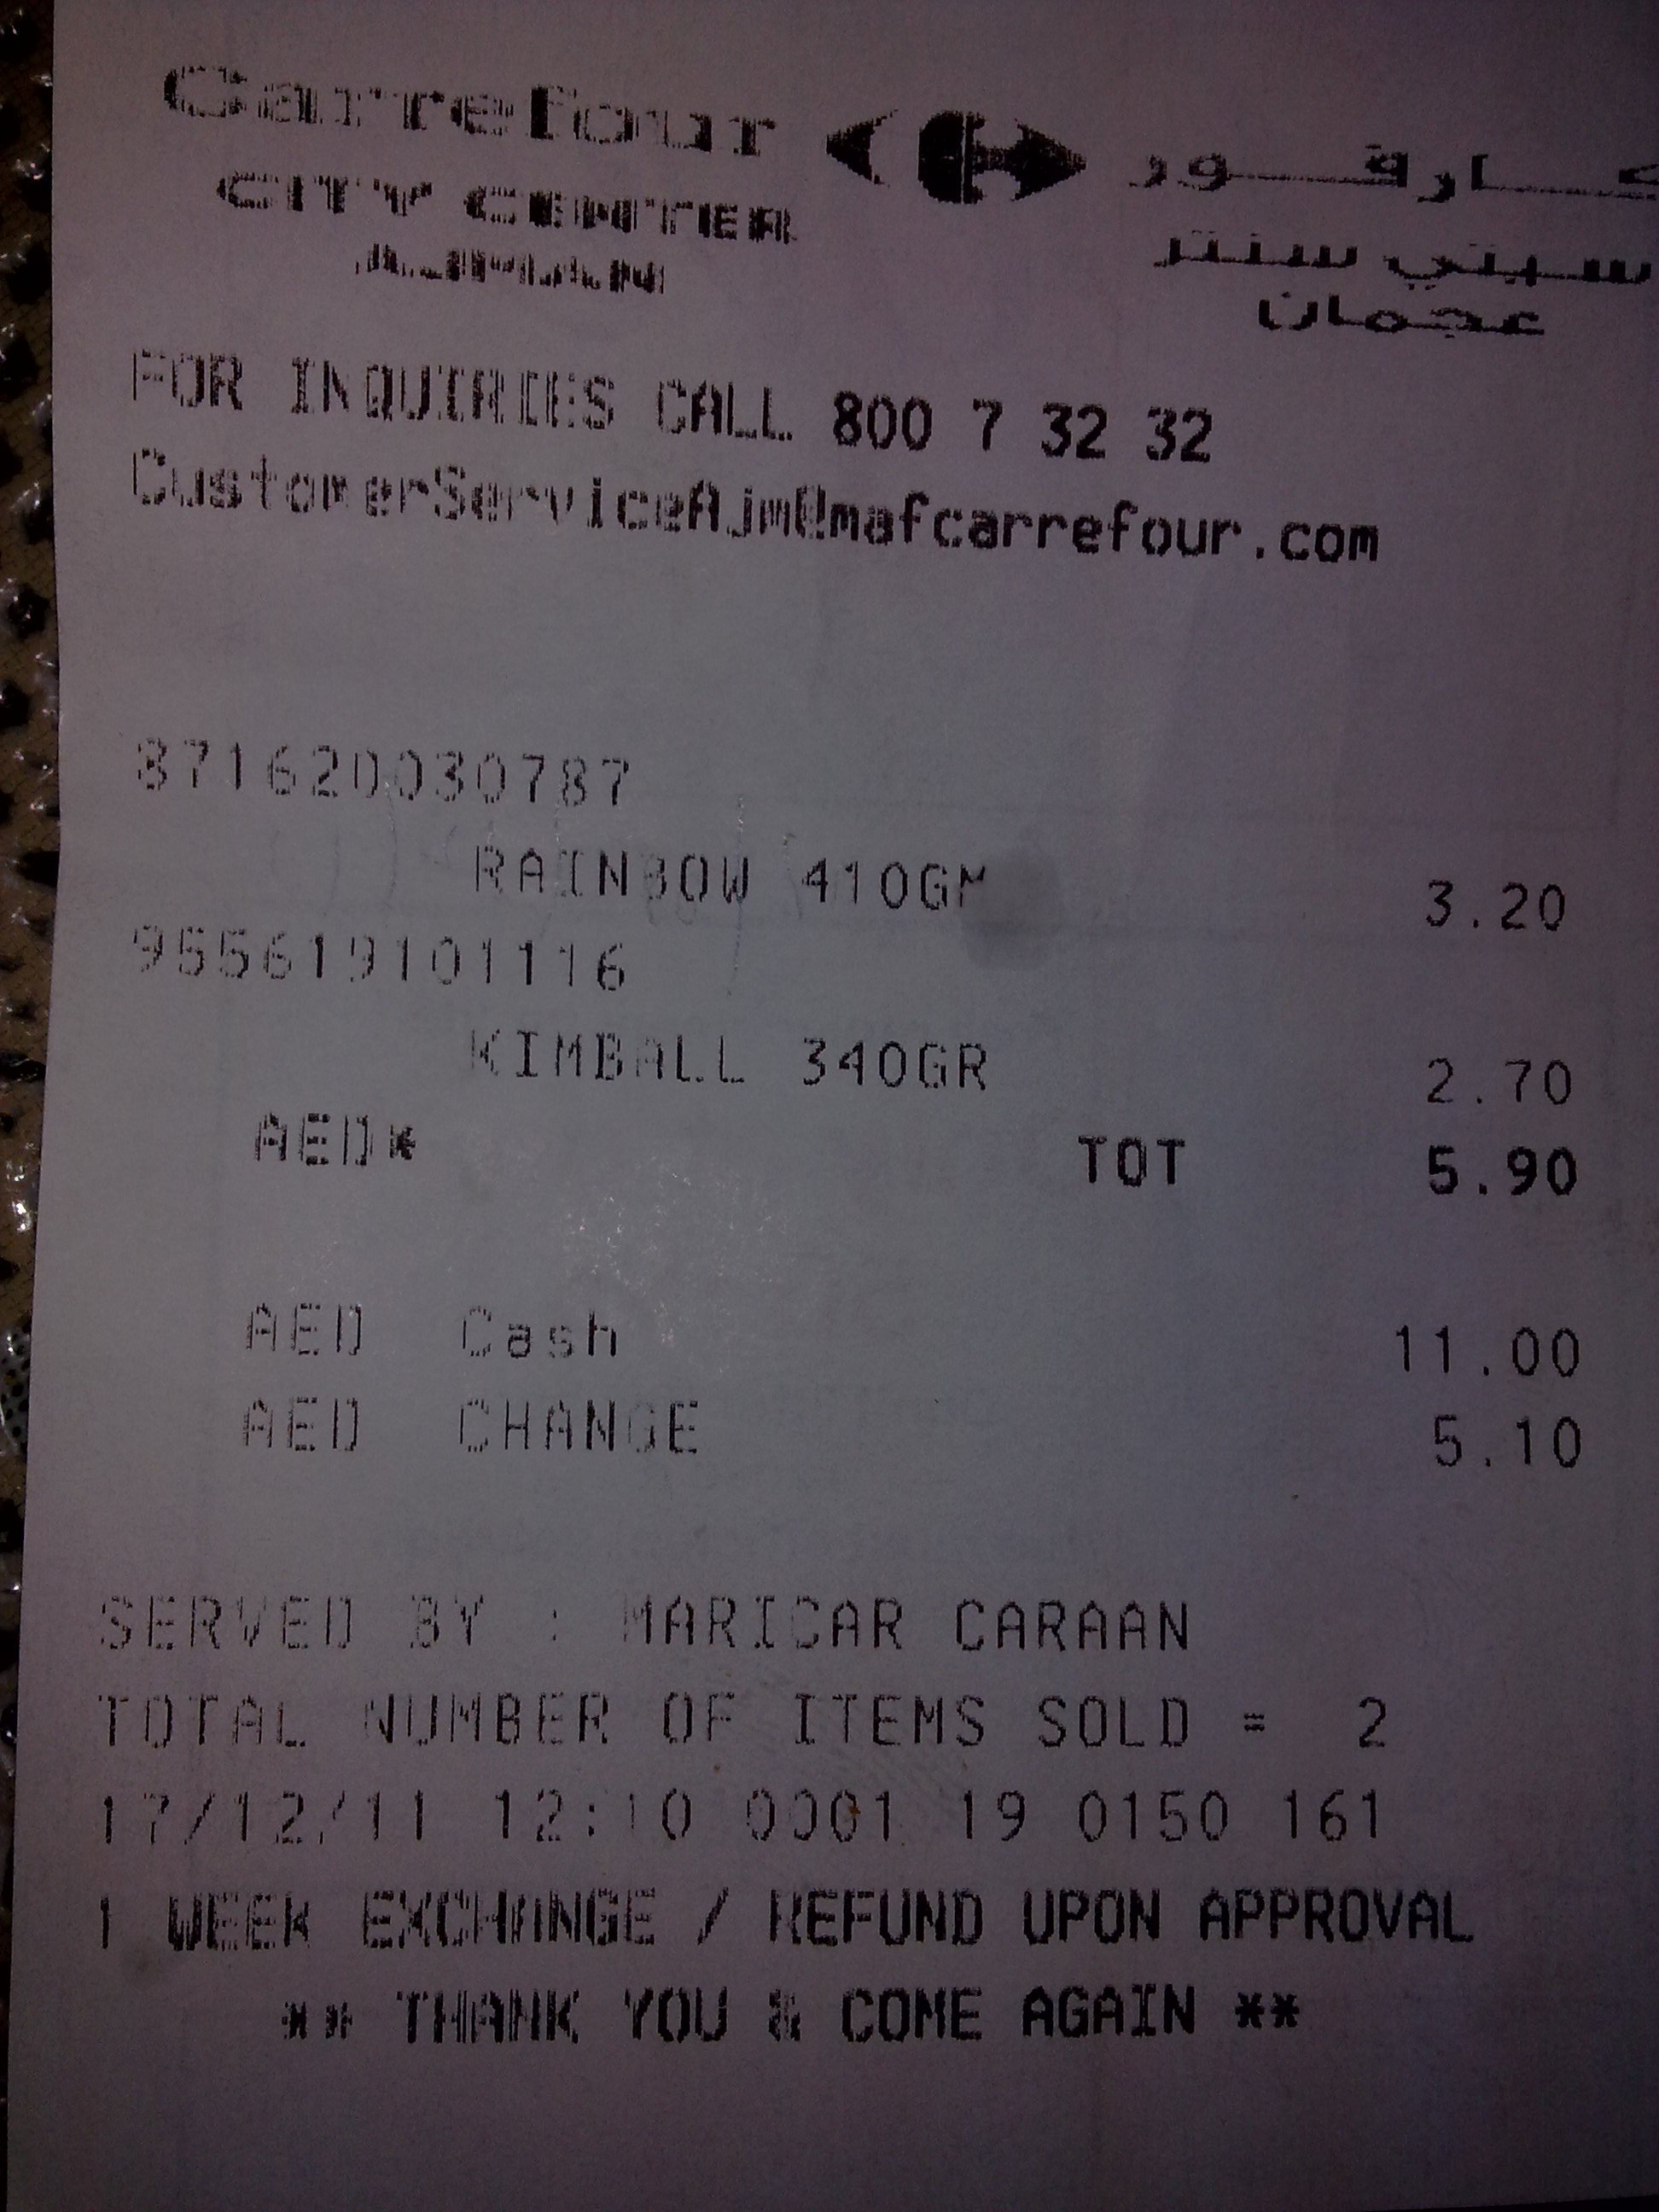 Carrefour كارفور
CITY CENTER سيتي سنتر
AJMAN عجمان
FOR INQUIRIES CALL 800 7 32 32
CustomerServiceAjm@mafcarrefour.com
871620030787
RAINBOW 410GM 3.20
955619101116
KIMBALL 340GR 2.70
AED* TOT 5.90
AED Cash 11.00
AED CHANGE 5.10
SERVED BY : MARICAR CARAAN
TOTAL NUMBER OF ITEMS SOLD = 2
17/12/11 12:10 0001 19 0150 161
1 WEEK EXCHANGE / REFUND UPON APPROVAL
** THANK YOU & COME AGAIN **